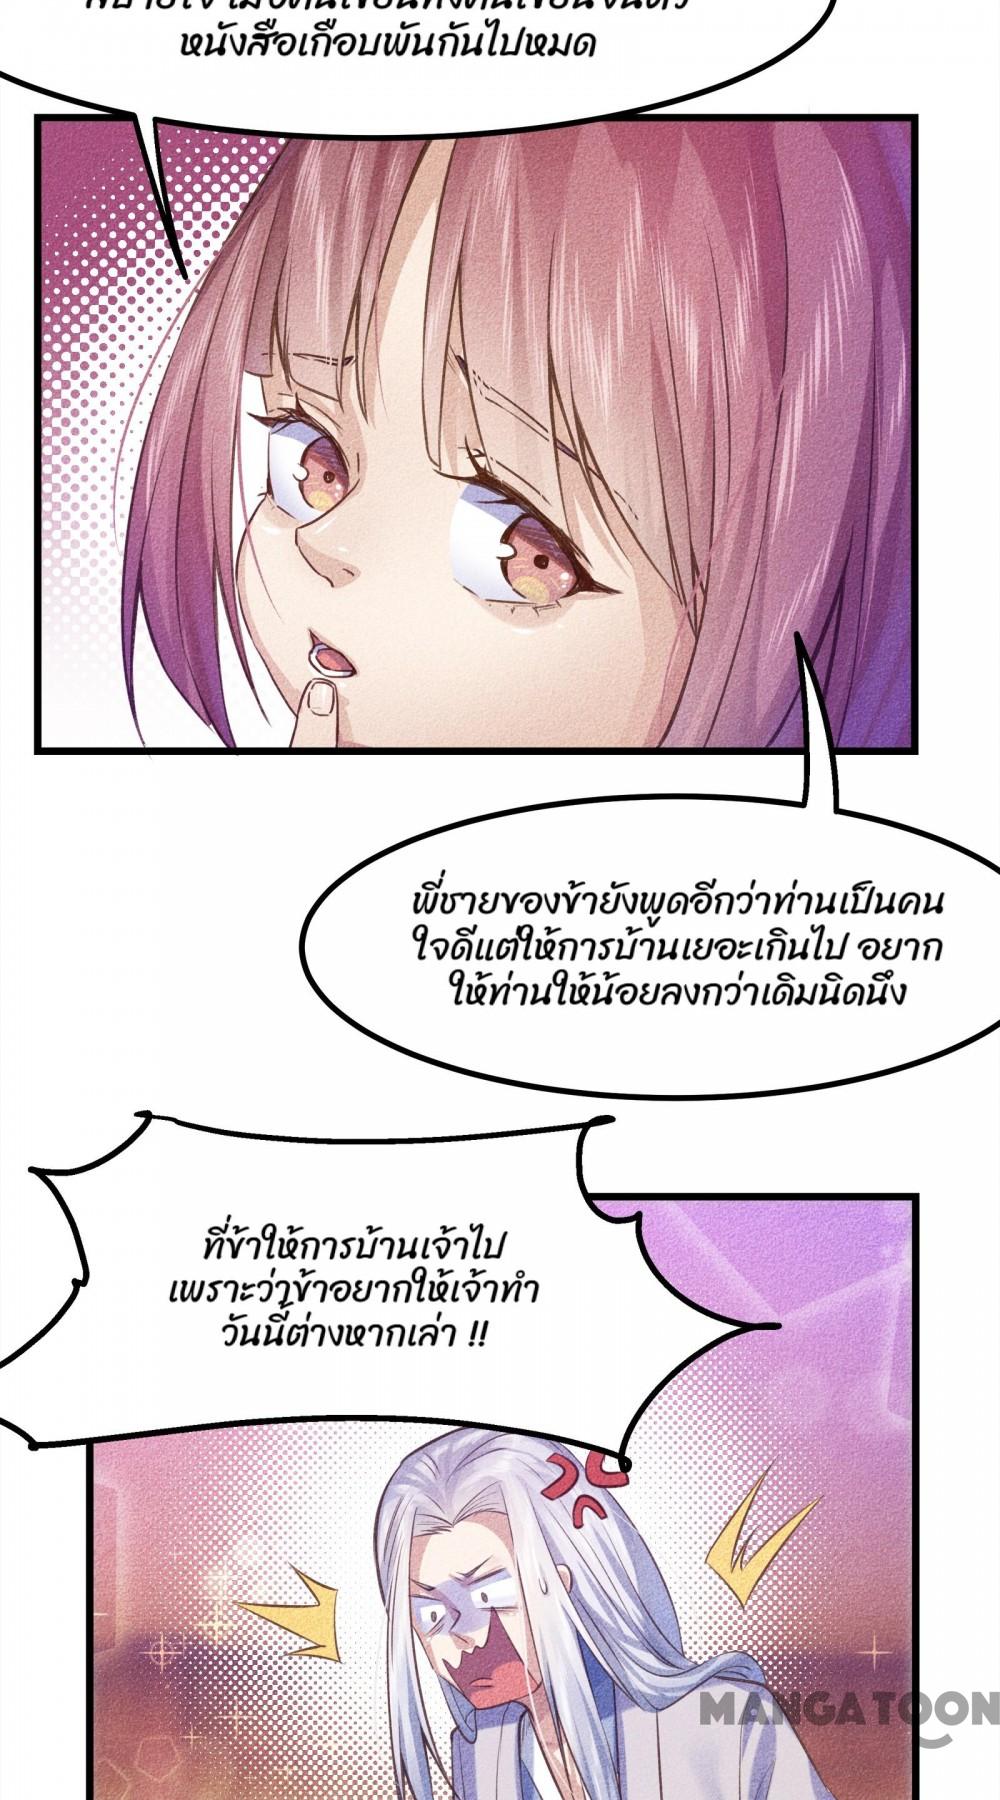 หนังสือเกือบพันกันไปหมด
พี่ชายของข้ายังพูดอีกว่าท่านเป็นคน
ใจดีแต่ให้การบ้านเยอะเกินไป อยาก
ให้ท่านให้น้อยลงกว่าเดิมนิดนึง
ที่ข้าให้การบ้านเจ้าไป
เพราะว่าข้าอยากให้เจ้าทำ
วันนี้ต่างหากเล่า !!
MANGATOON